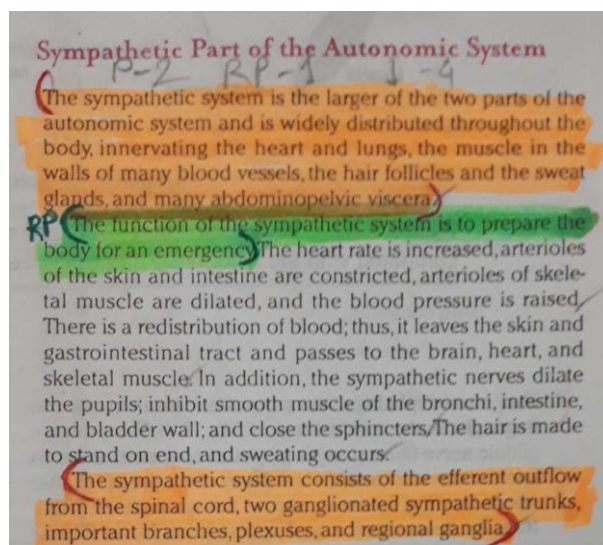 Sympathetic Part of the Autonomic System
P-2 RP-1 J-4
The sympathetic system is the larger of the two parts of the
autonomic system and is widely distributed throughout the
body, innervating the heart and lungs, the muscle in the
walls of many blood vessels, the hair follicles and the sweat
glands, and many abdominopelvic viscera.
RP The function of the sympathetic system is to prepare the
body for an emergency. The heart rate is increased, arterioles
of the skin and intestine are constricted, arterioles of skele-
tal muscle are dilated, and the blood pressure is raised.
There is a redistribution of blood; thus, it leaves the skin and
gastrointestinal tract and passes to the brain, heart, and
skeletal muscle. In addition, the sympathetic nerves dilate
the pupils; inhibit smooth muscle of the bronchi, intestine,
and bladder wall; and close the sphincters. The hair is made
to stand on end, and sweating occurs.
The sympathetic system consists of the efferent outflow
from the spinal cord, two ganglionated sympathetic trunks,
important branches, plexuses, and regional ganglia.